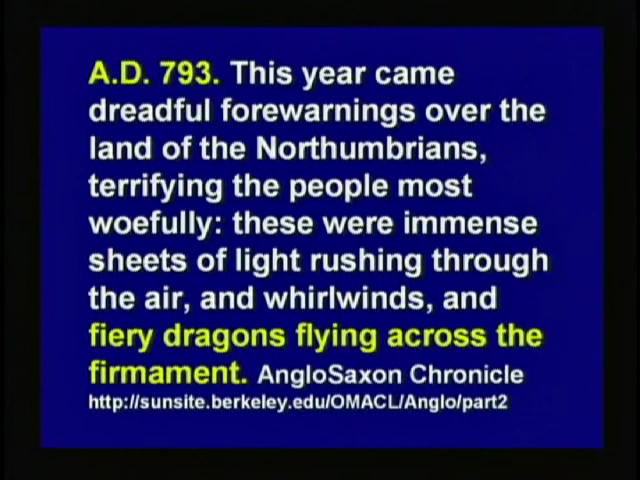 A.D. 793. This year came
dreadful forewarnings over the
land of the Northumbrians,
terrifying the people most
woefully: these were immense
sheets of light rushing through
the air, and whirlwinds, and
fiery dragons flying across the
firmament. AngloSaxon Chronicle
http://sunsite.berkeley.edu/OMACL/Anglo/part2